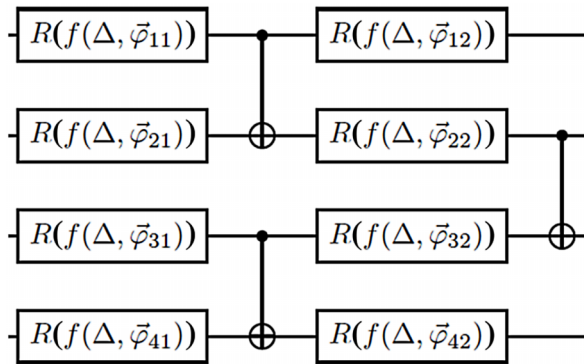 R(f(Δ, φ⃗₁₁)) R(f(Δ, φ⃗₁₂))
R(f(Δ, φ⃗₂₁)) R(f(Δ, φ⃗₂₂))
R(f(Δ, φ⃗₃₁)) R(f(Δ, φ⃗₃₂))
R(f(Δ, φ⃗₄₁)) R(f(Δ, φ⃗₄₂))